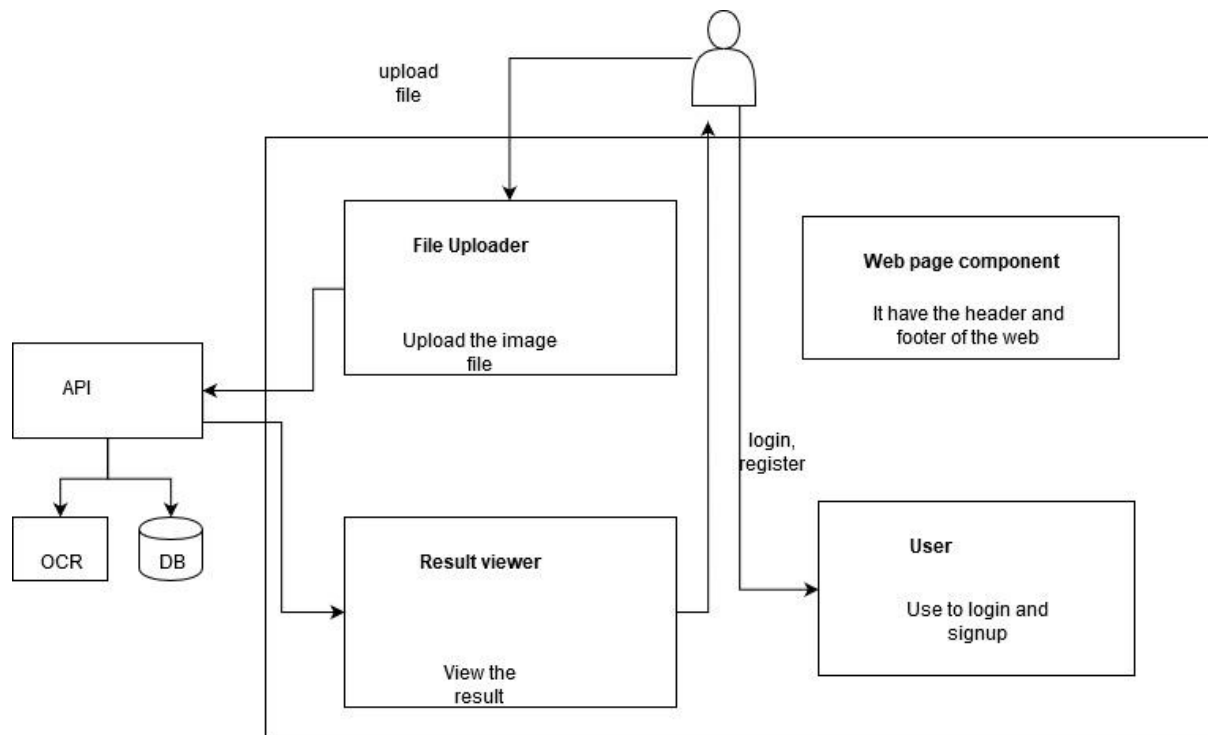 upload
file
File Uploader
Upload the image
file
Web page component
It have the header and
footer of the web
API
OCR
DB
login,
register
Result viewer
View the
result
User
Use to login and
signup